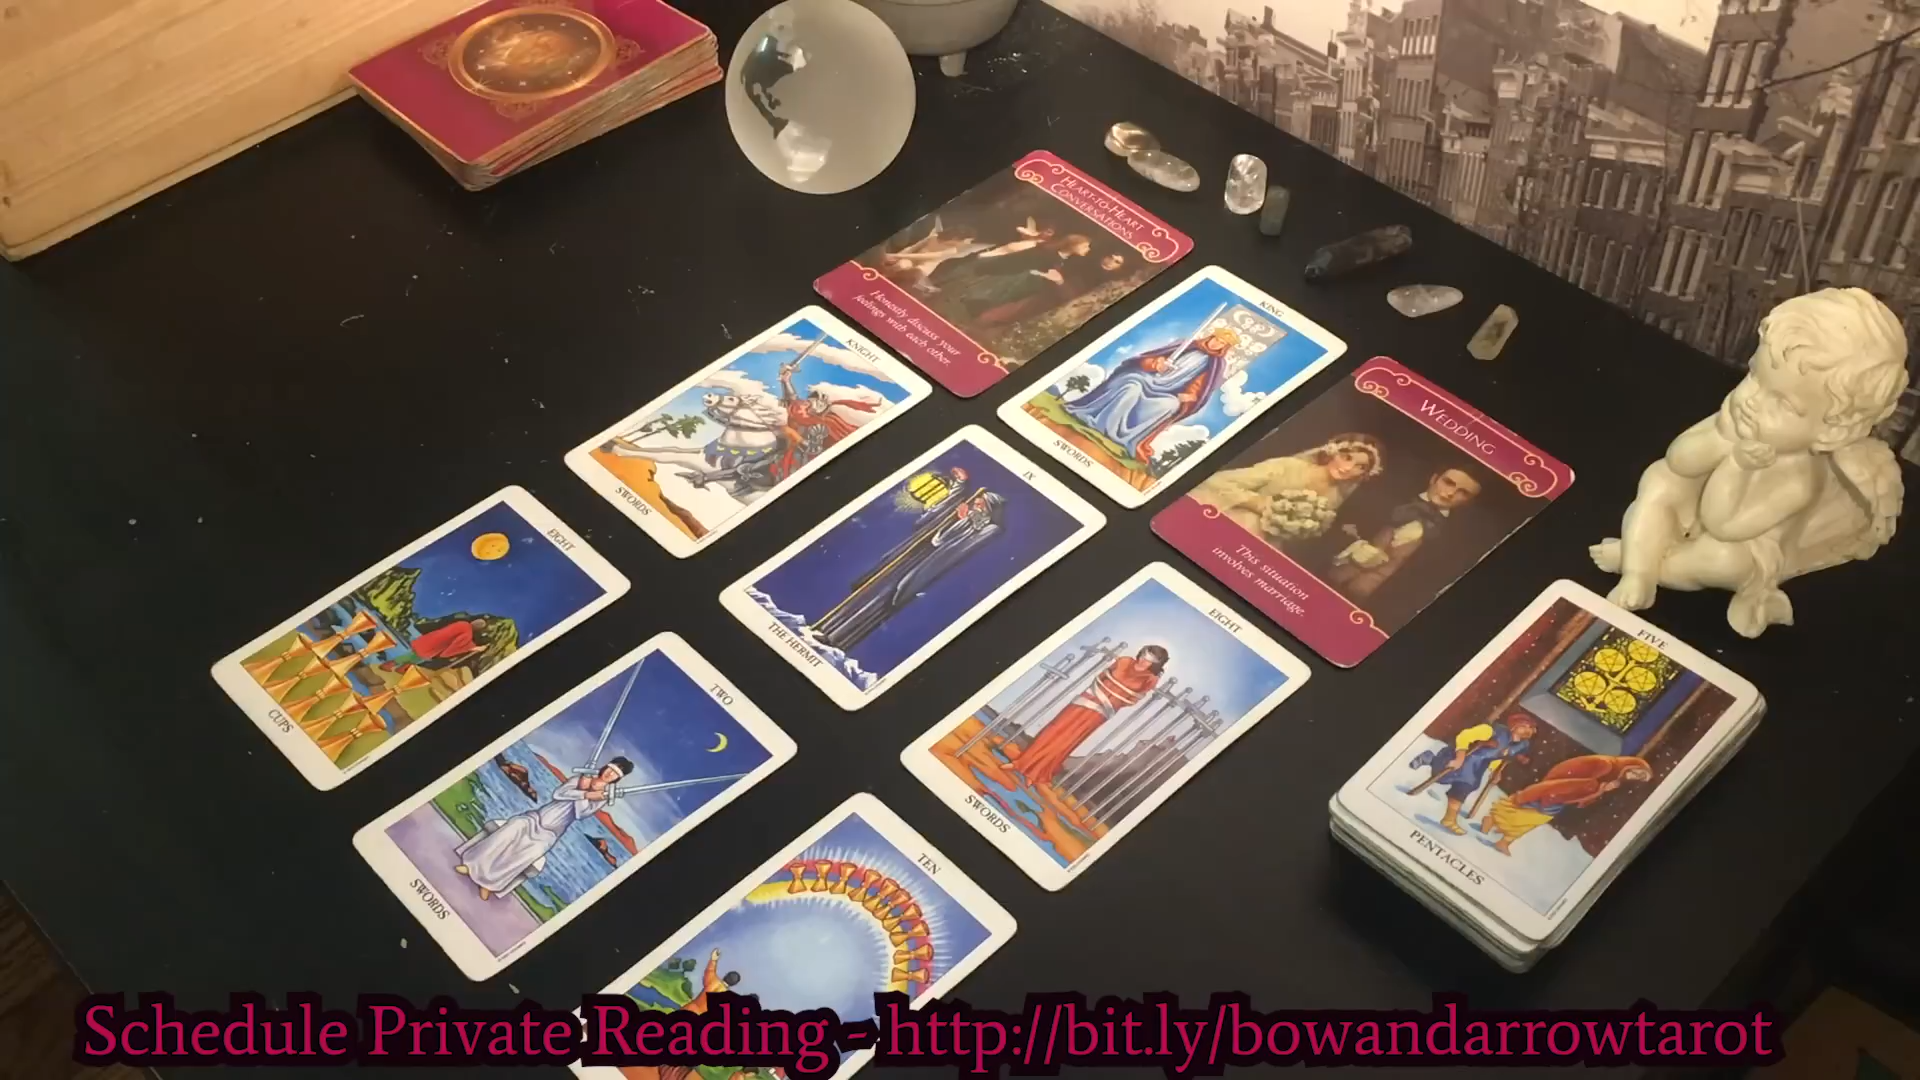 HEART-TO-HEART
CONVERSATIONS
Honestly discuss your
feelings with each other.
KING
SWORDS
KNIGHT
SWORDS
WEDDING
This situation
involves marriage.
IX
THE HERMIT
EIGHT
CUPS
EIGHT
SWORDS
TWO
SWORDS
FIVE
PENTACLES
TEN
Schedule Private Reading - http://bit.ly/bowandarrowtarot